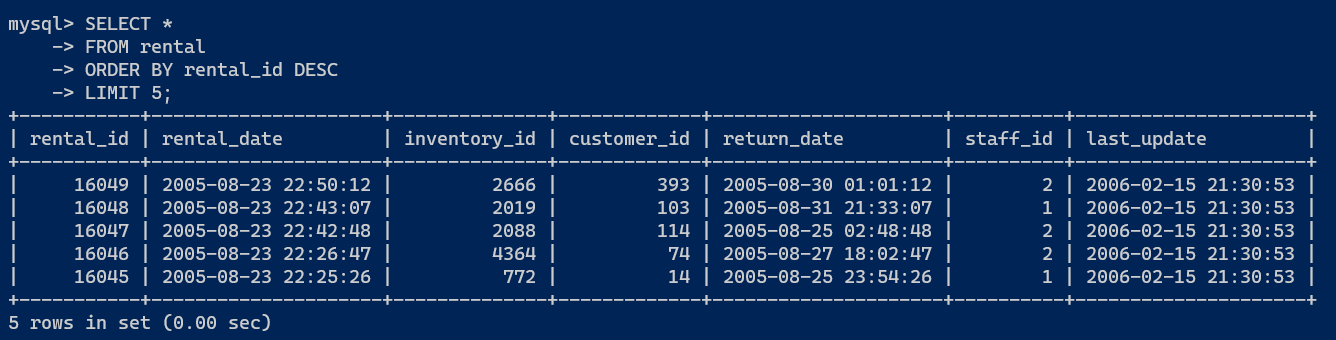 mysql> SELECT *
    -> FROM rental
    -> ORDER BY rental_id DESC
    -> LIMIT 5;
+-----------+---------------------+--------------+-------------+---------------------+----------+---------------------+
| rental_id | rental_date         | inventory_id | customer_id | return_date         | staff_id | last_update         |
+-----------+---------------------+--------------+-------------+---------------------+----------+---------------------+
|     16049 | 2005-08-23 22:50:12 |         2666 |         393 | 2005-08-30 01:01:12 |        2 | 2006-02-15 21:30:53 |
|     16048 | 2005-08-23 22:43:07 |         2019 |         103 | 2005-08-31 21:33:07 |        1 | 2006-02-15 21:30:53 |
|     16047 | 2005-08-23 22:42:48 |         2088 |         114 | 2005-08-25 02:48:48 |        2 | 2006-02-15 21:30:53 |
|     16046 | 2005-08-23 22:26:47 |         4364 |          74 | 2005-08-27 18:02:47 |        2 | 2006-02-15 21:30:53 |
|     16045 | 2005-08-23 22:25:26 |          772 |          14 | 2005-08-25 23:54:26 |        1 | 2006-02-15 21:30:53 |
+-----------+---------------------+--------------+-------------+---------------------+----------+---------------------+
5 rows in set (0.00 sec)